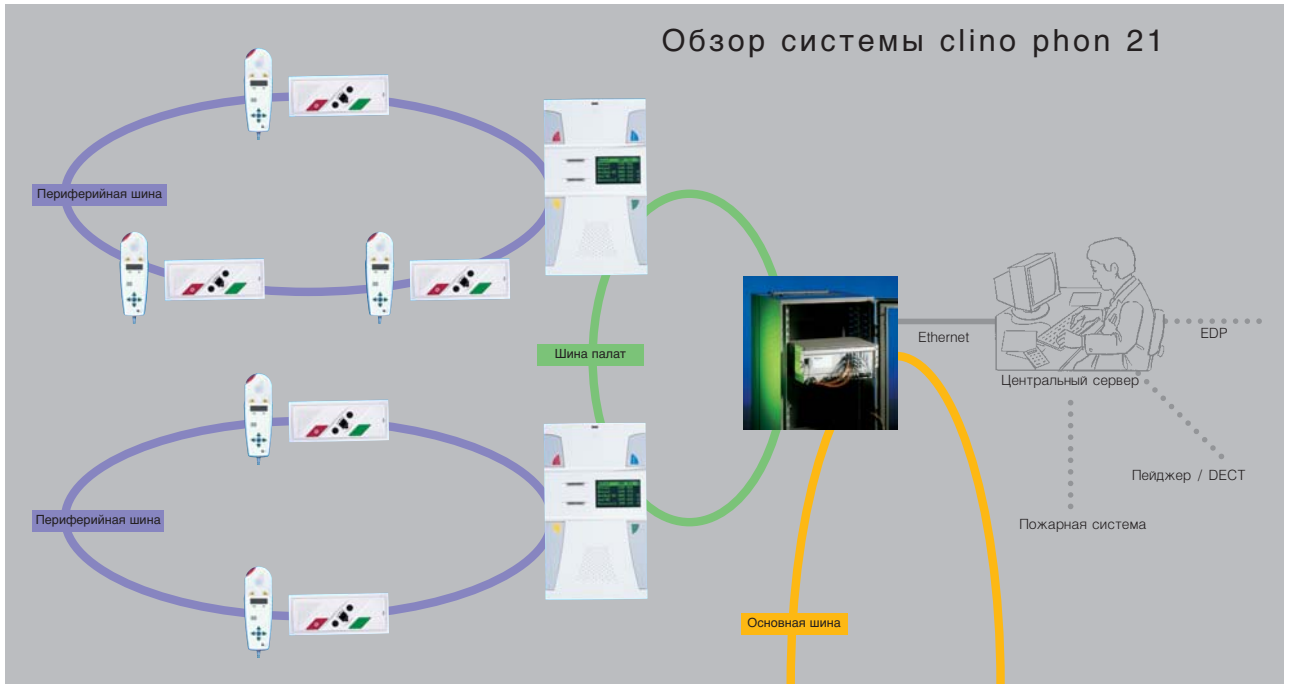 Обзор системы clino phon 21
Периферийная шина
Шина палат
Ethernet
EDP
Центральный сервер
Пейджер / DECT
Периферийная шина
Пожарная система
Основная шина